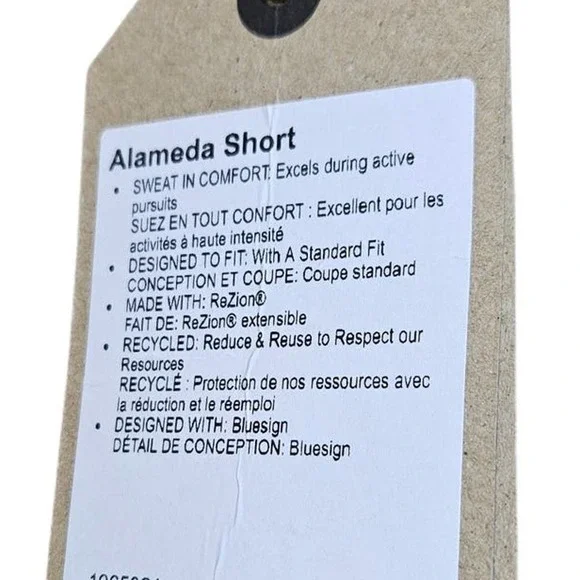 Alameda Short
• SWEAT IN COMFORT: Excels during active
pursuits
SUEZ EN TOUT CONFORT : Excellent pour les
activités à haute intensité
• DESIGNED TO FIT: With A Standard Fit
CONCEPTION ET COUPE: Coupe standard
• MADE WITH: ReZion®
FAIT DE: ReZion® extensible
• RECYCLED: Reduce & Reuse to Respect our
Resources
RECYCLÉ : Protection de nos ressources avec
la réduction et le réemploi
• DESIGNED WITH: Bluesign
DÉTAIL DE CONCEPTION: Bluesign